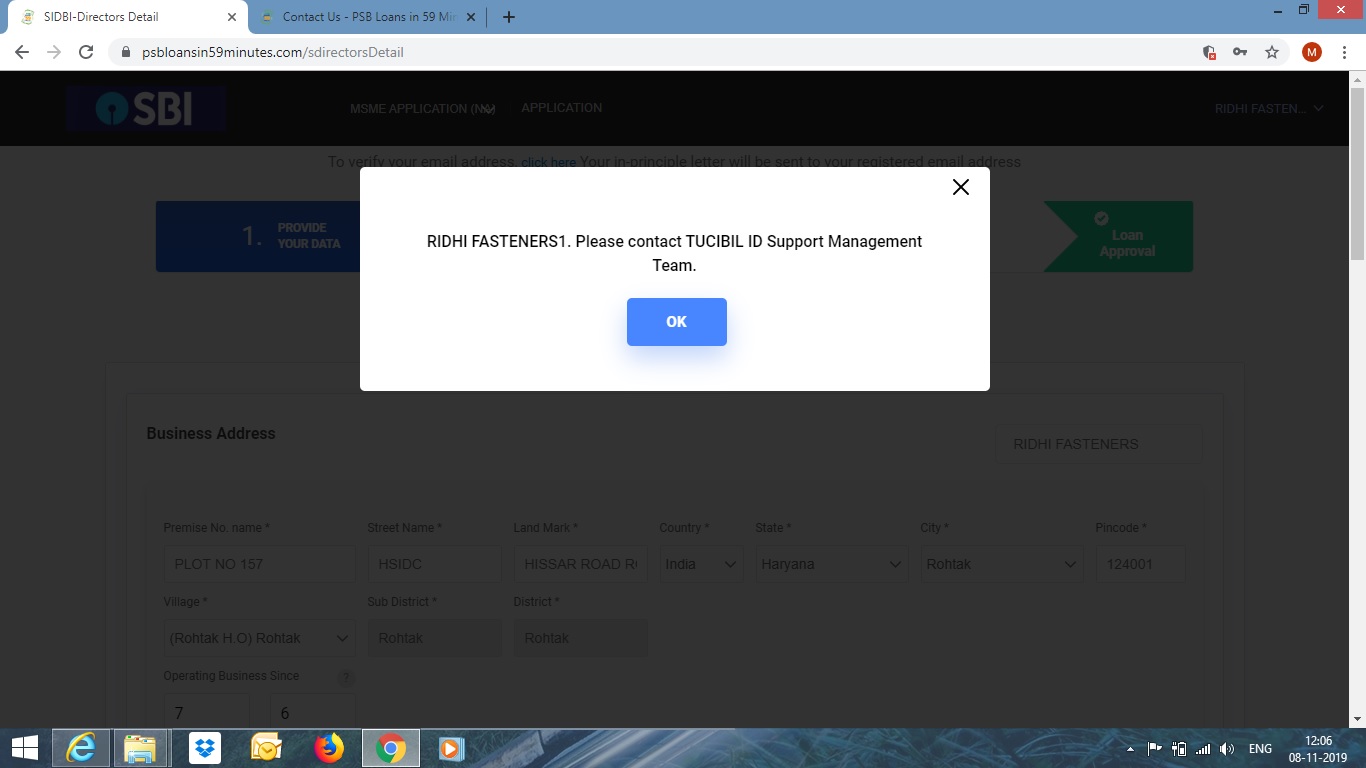 SIDBI-Directors Detail
Contact Us - PSB Loans in 59 Min
psbloansin59minutes.com/sdirectorsDetail
M
SBI
MSME APPLICATION
APPLICATION
RIDHI FASTEN...
To verify your email address, click here Your in-principle letter will be sent to your registered email address
1. PROVIDE YOUR DATA
Loan
Approval
RIDHI FASTENERS1. Please contact TUCIBIL ID Support Management
Team.
OK
Business Address
RIDHI FASTENERS
Premise No. name * Street Name * Land Mark * Country * State * City * Pincode *
PLOT NO 157 HSIDC HISSAR ROAD India Haryana Rohtak 124001
Village * Sub District * District *
(Rohtak H.O) Rohtak Rohtak Rohtak
Operating Business Since ?
7 6
ENG
12:06
08-11-2019